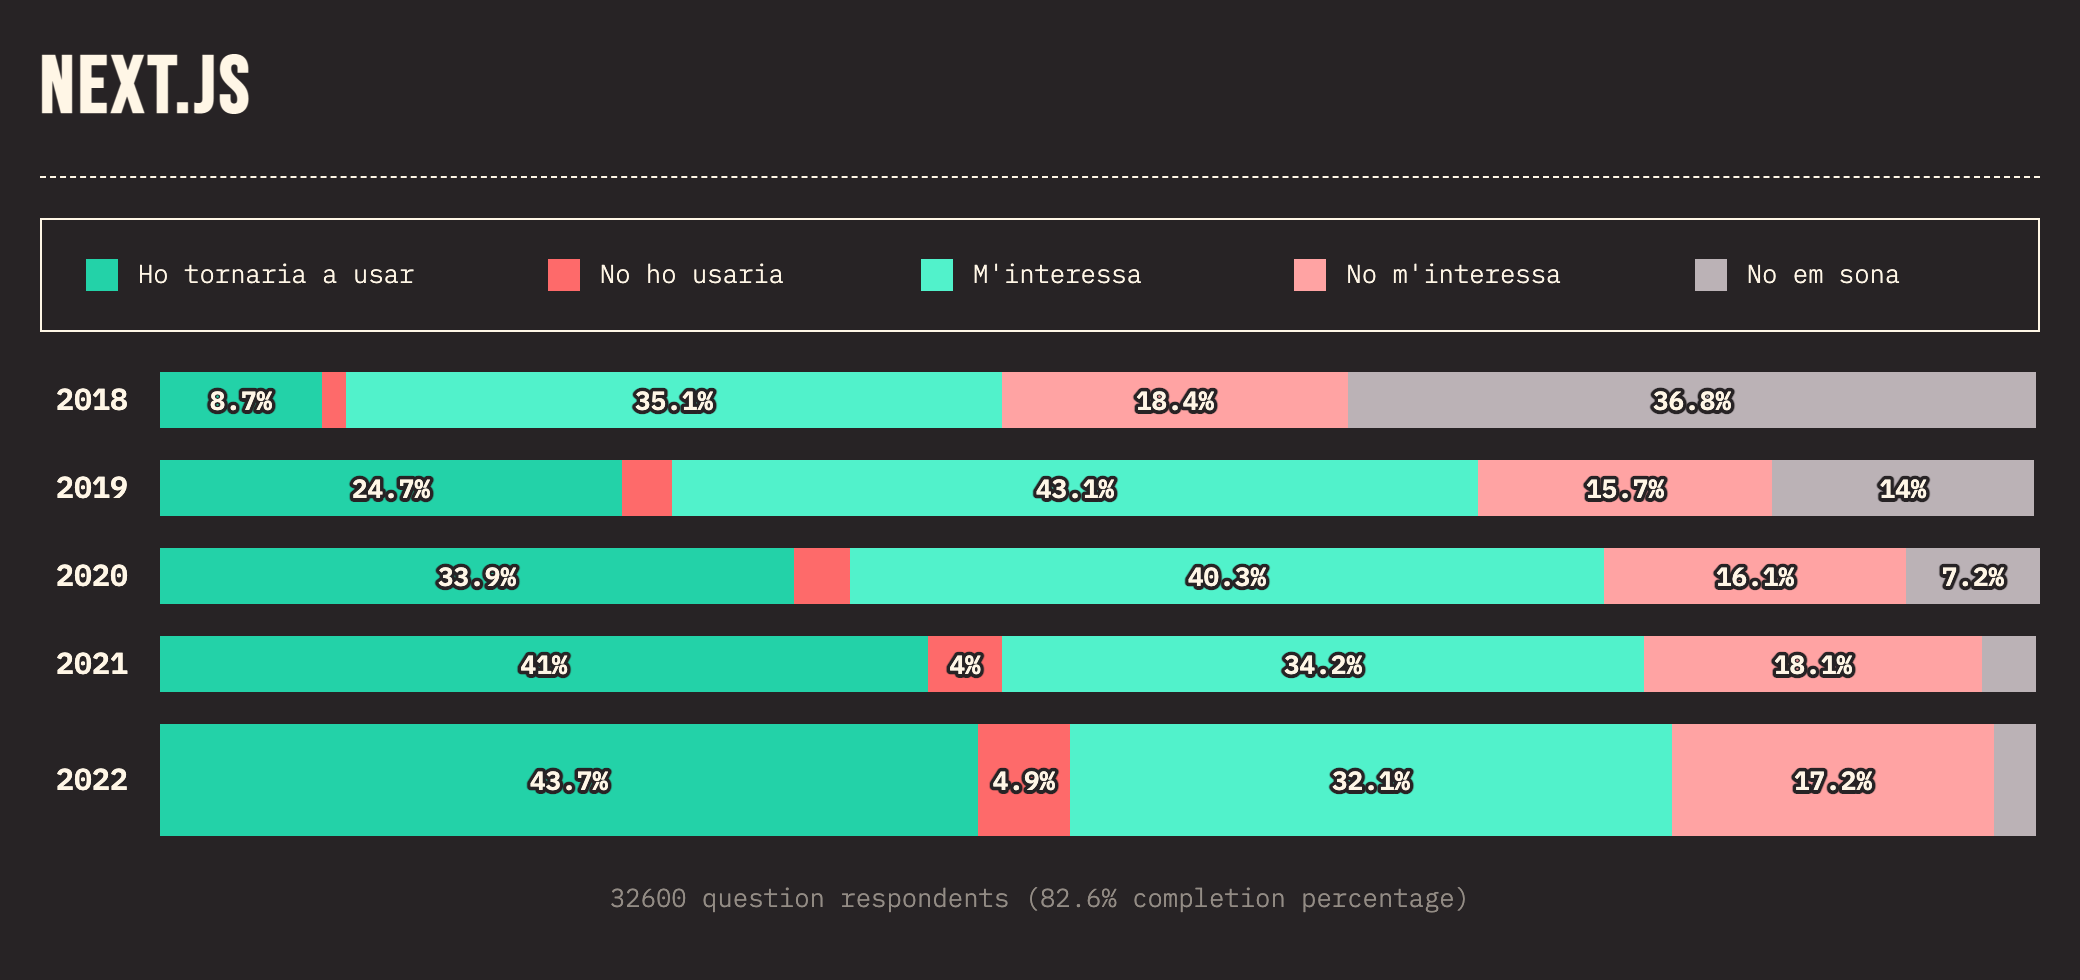 NEXT.JS
Ho tornaria a usar No ho usaria M'interessa No m'interessa No em sona
2018 8.7% 35.1% 18.4% 36.8%
2019 24.7% 43.1% 15.7% 14%
2020 33.9% 40.3% 16.1% 7.2%
2021 41% 4% 34.2% 18.1%
2022 43.7% 4.9% 32.1% 17.2%
32600 question respondents (82.6% completion percentage)